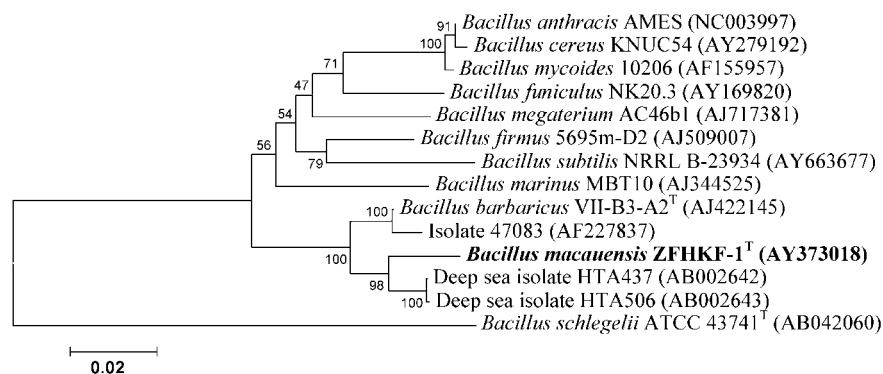 91
Bacillus anthracis AMES (NC003997)
100
Bacillus cereus KNUC54 (AY279192)
Bacillus mycoides 10206 (AF155957)
71
Bacillus funiculus NK20.3 (AY169820)
47
Bacillus megaterium AC46b1 (AJ717381)
54
Bacillus firmus 5695m-D2 (AJ509007)
79
Bacillus subtilis NRRL B-23934 (AY663677)
56
Bacillus marinus MBT10 (AJ344525)
100
Bacillus barbaricus VII-B3-A2T (AJ422145)
Isolate 47083 (AF227837)
100
Bacillus macauensis ZFHKF-1T (AY373018)
98
Deep sea isolate HTA437 (AB002642)
100
Deep sea isolate HTA506 (AB002643)
Bacillus schlegelii ATCC 43741T (AB042060)
0.02